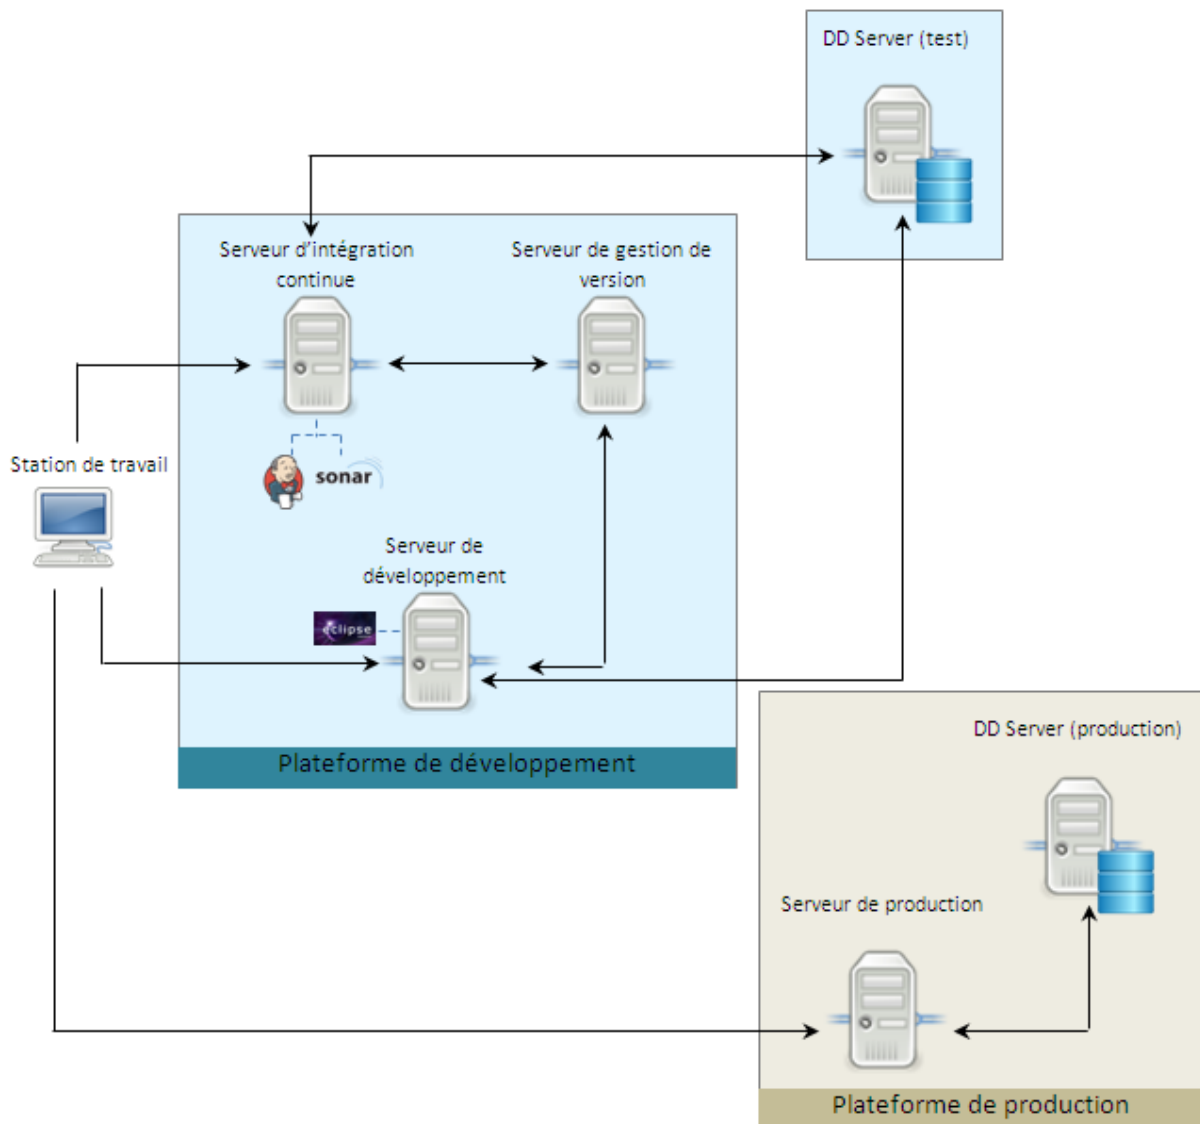 DD Server (test)
Serveur d'intégration
continue
Serveur de gestion de
version
Station de travail
sonar
Serveur de
développement
eclipse
Plateforme de développement
DD Server (production)
Serveur de production
Plateforme de production